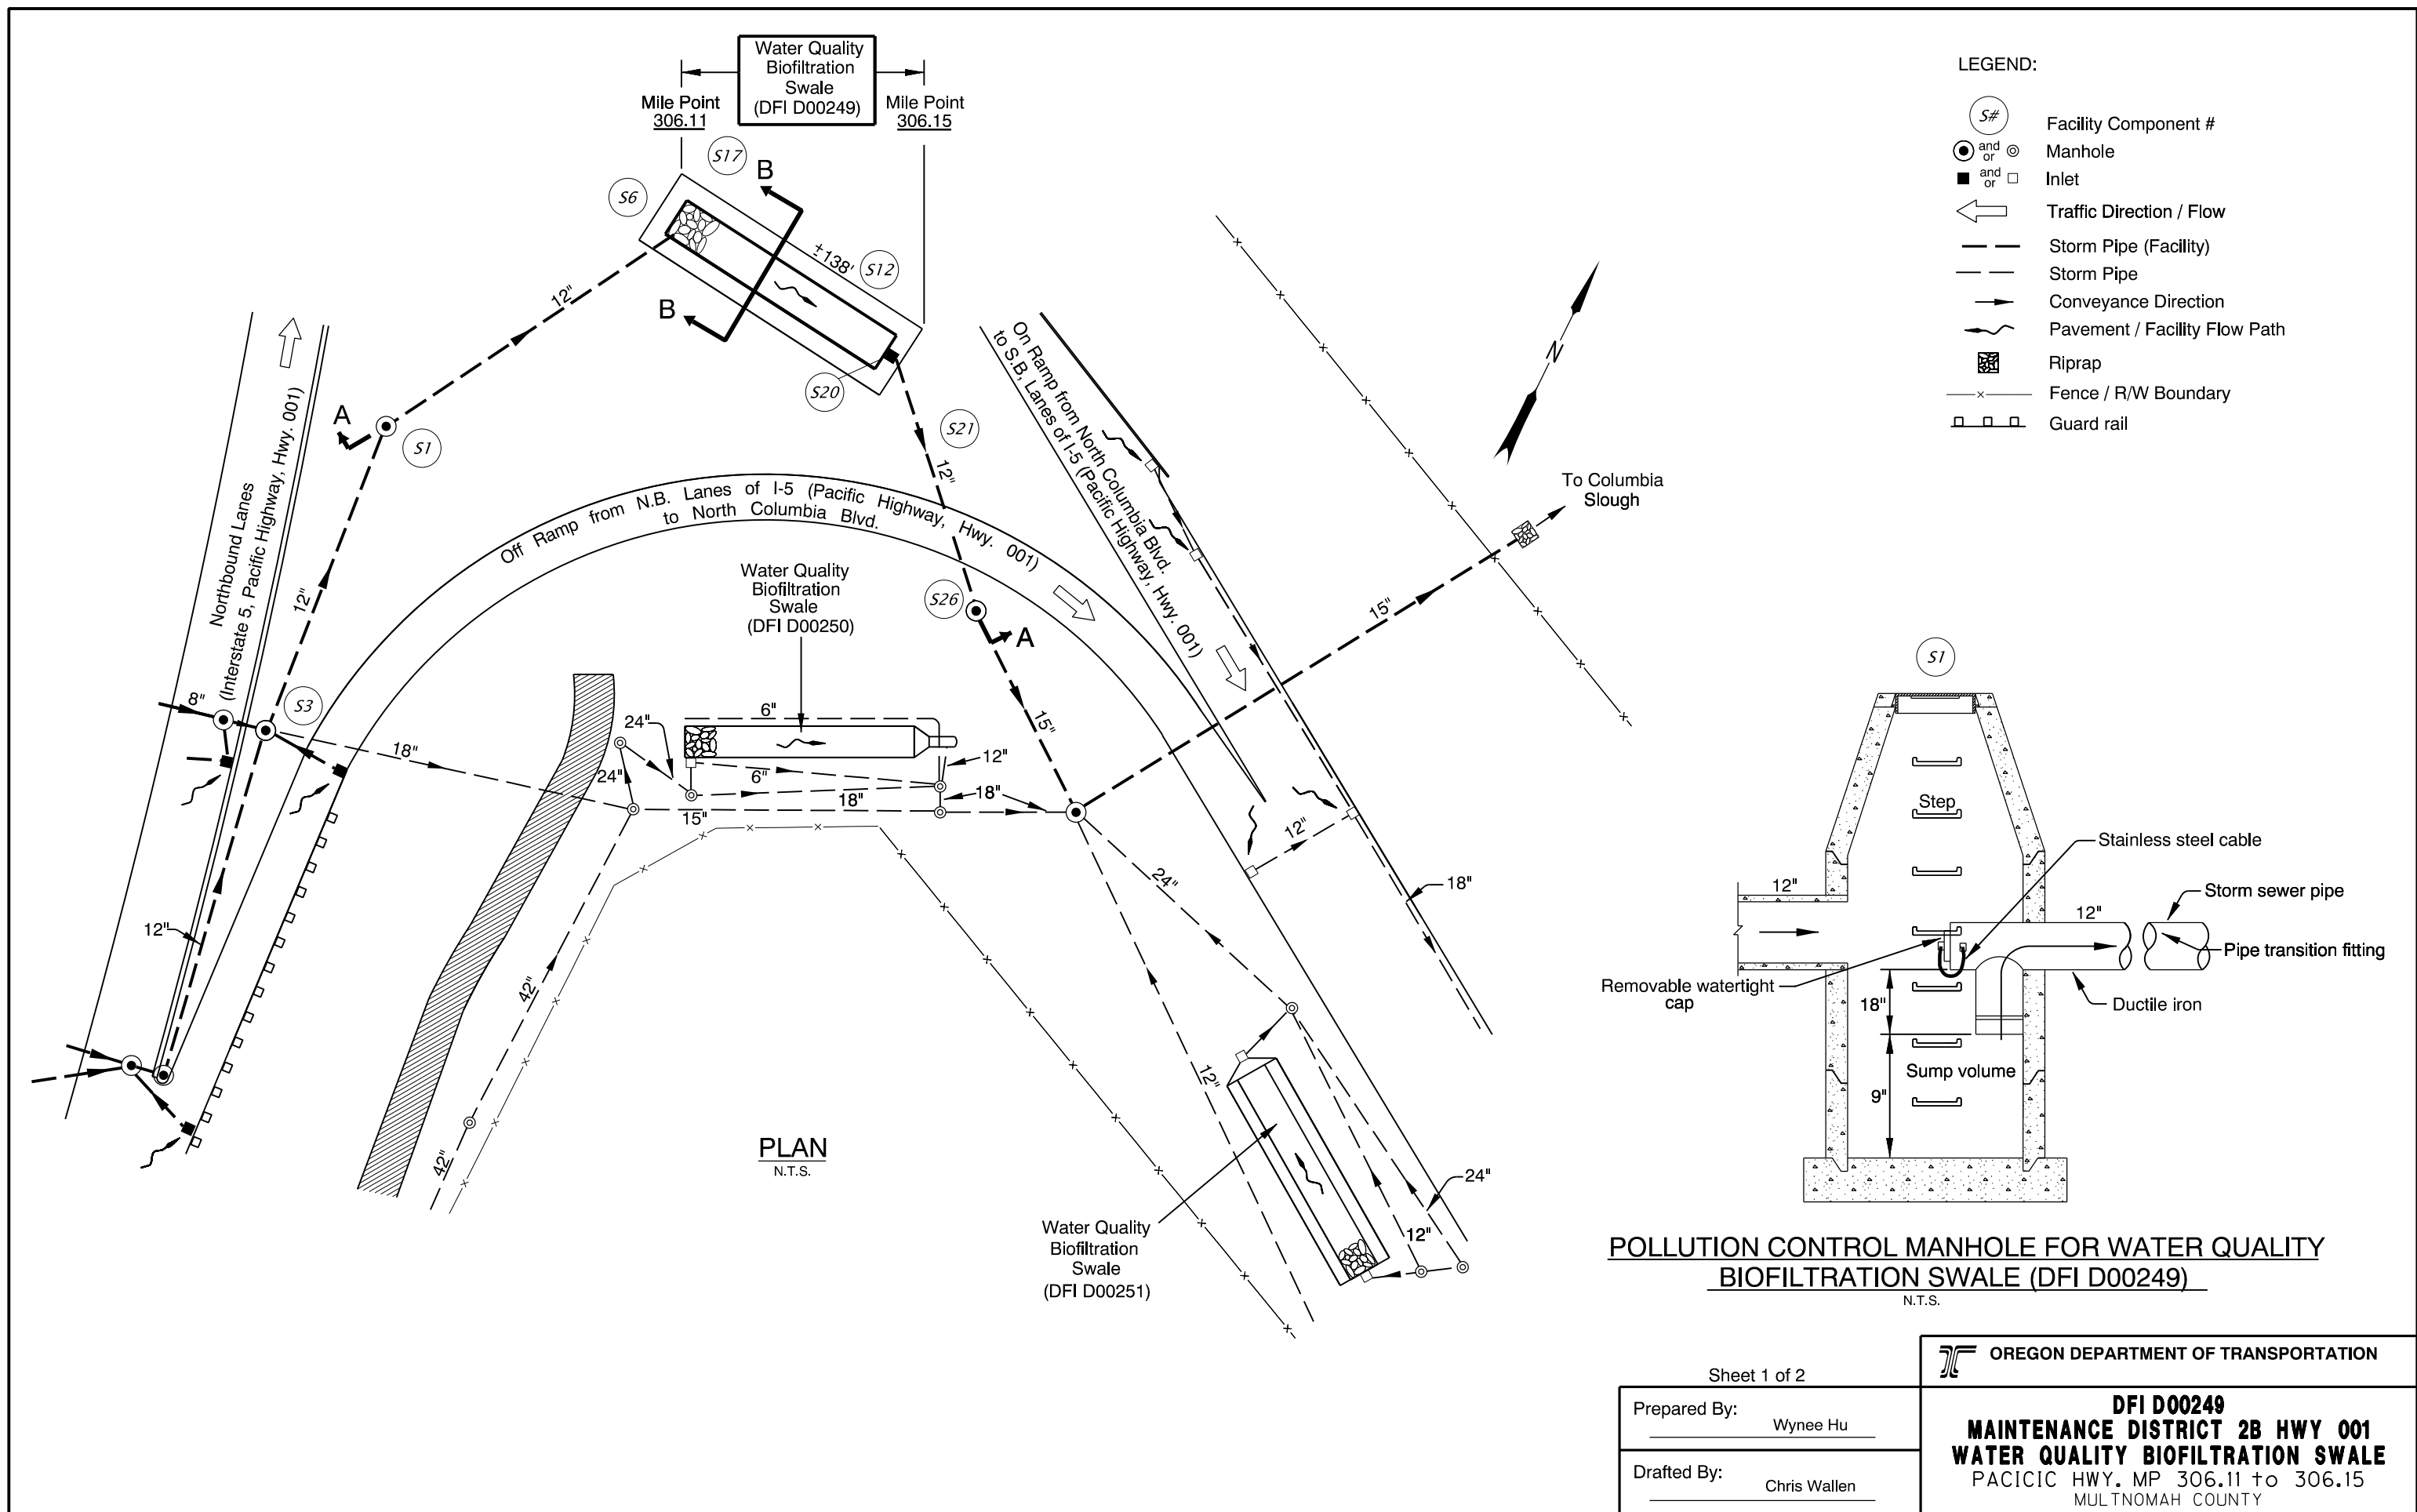 Water Quality
Biofiltration
Swale
(DFI D00249)
Mile Point
306.11
Mile Point
306.15
S17
B
S6
±138'
S12
B
12"
S20
A
S1
S21
12"
Northbound Lanes
(Interstate 5, Pacific Highway, Hwy. 001)
12"
Off Ramp from N.B. Lanes of I-5 (Pacific Highway, Hwy. 001)
to North Columbia Blvd.
On Ramp from North Columbia Blvd.
to S.B, Lanes of I-5 (Pacific Highway, Hwy. 001)
N
To Columbia
Slough
15"
Water Quality
Biofiltration
Swale
(DFI D00250)
S26
A
8"
S3
18"
24"
6"
15"
24"
6"
12"
18"
18"
15"
12"
24"
18"
12"
42"
42"
12"
24"
12"
PLAN
N.T.S.
Water Quality
Biofiltration
Swale
(DFI D00251)
LEGEND:
S#
Facility Component #
and
or
Manhole
and
or
Inlet
Traffic Direction / Flow
Storm Pipe (Facility)
Storm Pipe
Conveyance Direction
Pavement / Facility Flow Path
Riprap
Fence / R/W Boundary
Guard rail
S1
Step
Stainless steel cable
12"
Storm sewer pipe
12"
Pipe transition fitting
Removable watertight
cap
18"
Ductile iron
Sump volume
9"
POLLUTION CONTROL MANHOLE FOR WATER QUALITY
BIOFILTRATION SWALE (DFI D00249)
N.T.S.
Sheet 1 of 2
Prepared By:
Wynee Hu
Drafted By:
Chris Wallen
OREGON DEPARTMENT OF TRANSPORTATION
DFI D00249
MAINTENANCE DISTRICT 2B HWY 001
WATER QUALITY BIOFILTRATION SWALE
PACICIC HWY. MP 306.11 to 306.15
MULTNOMAH COUNTY